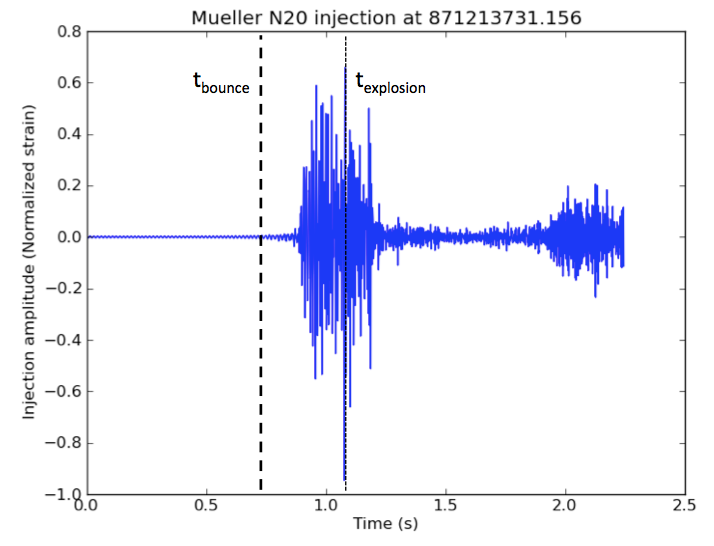 Mueller N20 injection at 871213731.156
0.8
0.6
0.4
0.2
0.0
−0.2
−0.4
−0.6
−0.8
−1.0
Injection amplitude (Normalized strain)
tbounce
texplosion
0.0 0.5 1.0 1.5 2.0 2.5
Time (s)